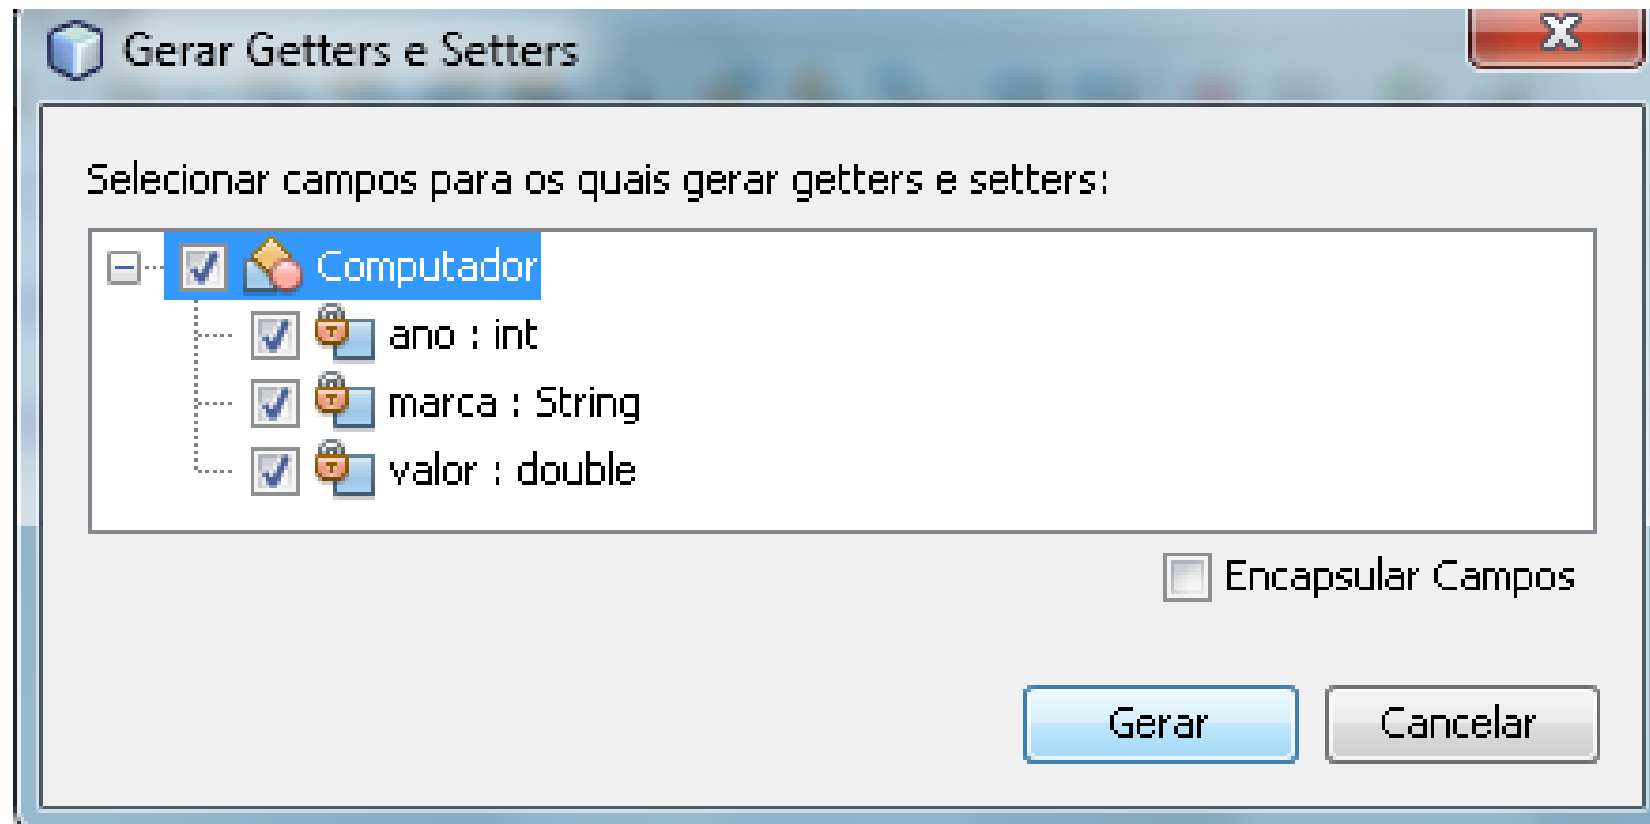 Gerar Getters e Setters
Selecionar campos para os quais gerar getters e setters:
Computador
ano : int
marca : String
valor : double
Encapsular Campos
Gerar Cancelar